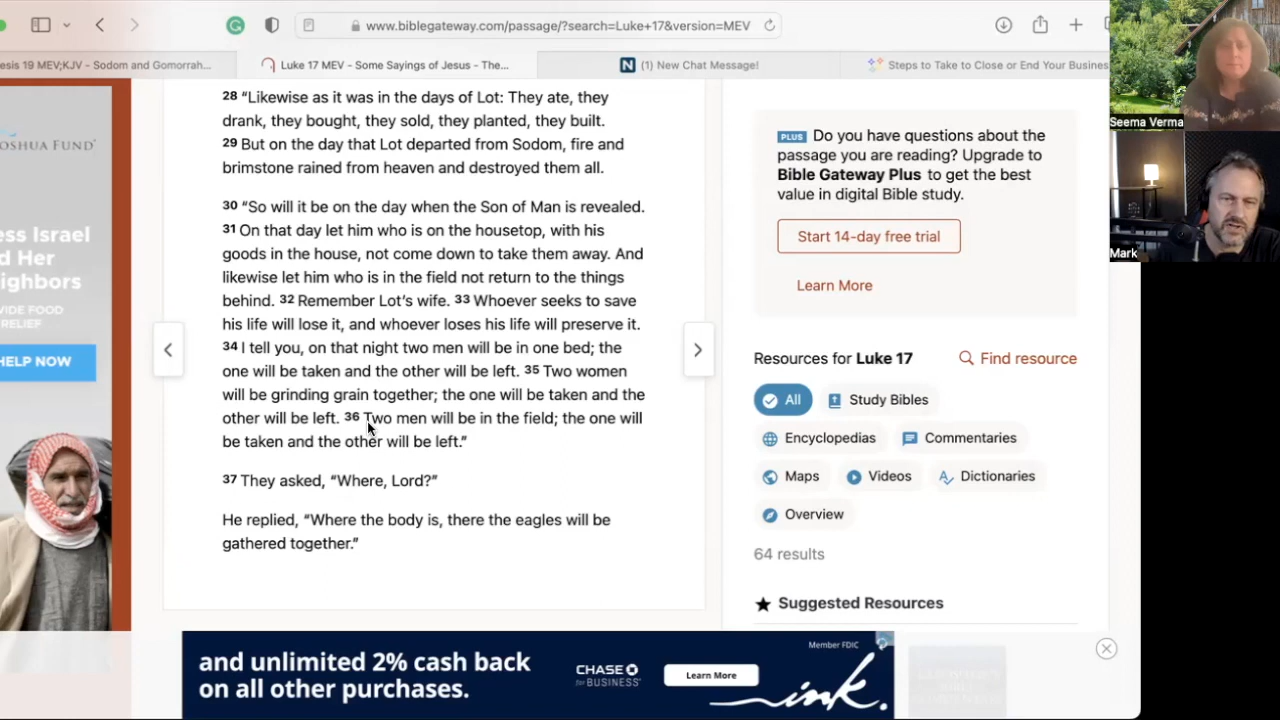 www.biblegateway.com/passage/?search=Luke+17&version=MEV
esis 19 MEV;KJV - Sodom and Gomorrah...
Luke 17 MEV - Some Sayings of Jesus - The...
N (1) New Chat Message!
Steps to Take to Close or End Your Busines
OSHUA FUND
ess Israel
d Her
ighbors
VIDE FOOD
RELIEF
HELP NOW
28 “Likewise as it was in the days of Lot: They ate, they
drank, they bought, they sold, they planted, they built.
29 But on the day that Lot departed from Sodom, fire and
brimstone rained from heaven and destroyed them all.
30 “So will it be on the day when the Son of Man is revealed.
31 On that day let him who is on the housetop, with his
goods in the house, not come down to take them away. And
likewise let him who is in the field not return to the things
behind. 32 Remember Lot’s wife. 33 Whoever seeks to save
his life will lose it, and whoever loses his life will preserve it.
34 I tell you, on that night two men will be in one bed; the
one will be taken and the other will be left. 35 Two women
will be grinding grain together; the one will be taken and the
other will be left. 36 Two men will be in the field; the one will
be taken and the other will be left.”
37 They asked, “Where, Lord?”
He replied, “Where the body is, there the eagles will be
gathered together.”
PLUS Do you have questions about the
passage you are reading? Upgrade to
Bible Gateway Plus to get the best
value in digital Bible study.
Start 14-day free trial
Learn More
Resources for Luke 17
Find resource
All
Study Bibles
Encyclopedias
Commentaries
Maps
Videos
Dictionaries
Overview
64 results
Suggested Resources
Seema Verma
Mark
and unlimited 2% cash back
on all other purchases.
CHASE
for BUSINESS
Learn More
Member FDIC
ink.